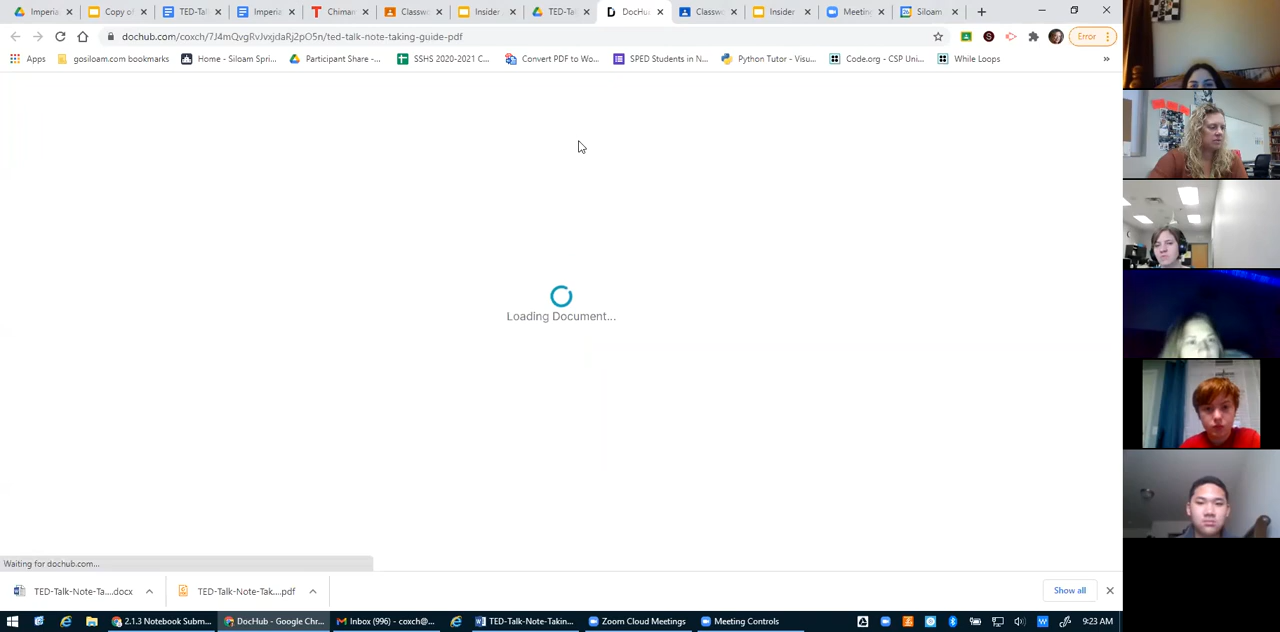 Imperia
Copy o
TED-Ta
Imperia
Chimam
Classw
Insider
TED-Ta
DocHu
Classw
Insider
Meetin
Siloam
dochub.com/coxch/7J4mQvgRvJvxjdaRj2pO5n/ted-talk-note-taking-guide-pdf
Error
Apps
gosiloam.com bookmarks
Home - Siloam Spri...
Participant Share -...
SSHS 2020-2021 C...
Convert PDF to Wo...
SPED Students in N...
Python Tutor - Visu...
Code.org - CSP Uni...
While Loops
»
Loading Document...
Waiting for dochub.com...
TED-Talk-Note-Ta....docx
TED-Talk-Note-Tak....pdf
Show all
2.1.3 Notebook Subm...
DocHub - Google Chr...
Inbox (996) - coxch@...
TED-Talk-Note-Takin...
Zoom Cloud Meetings
Meeting Controls
9:23 AM